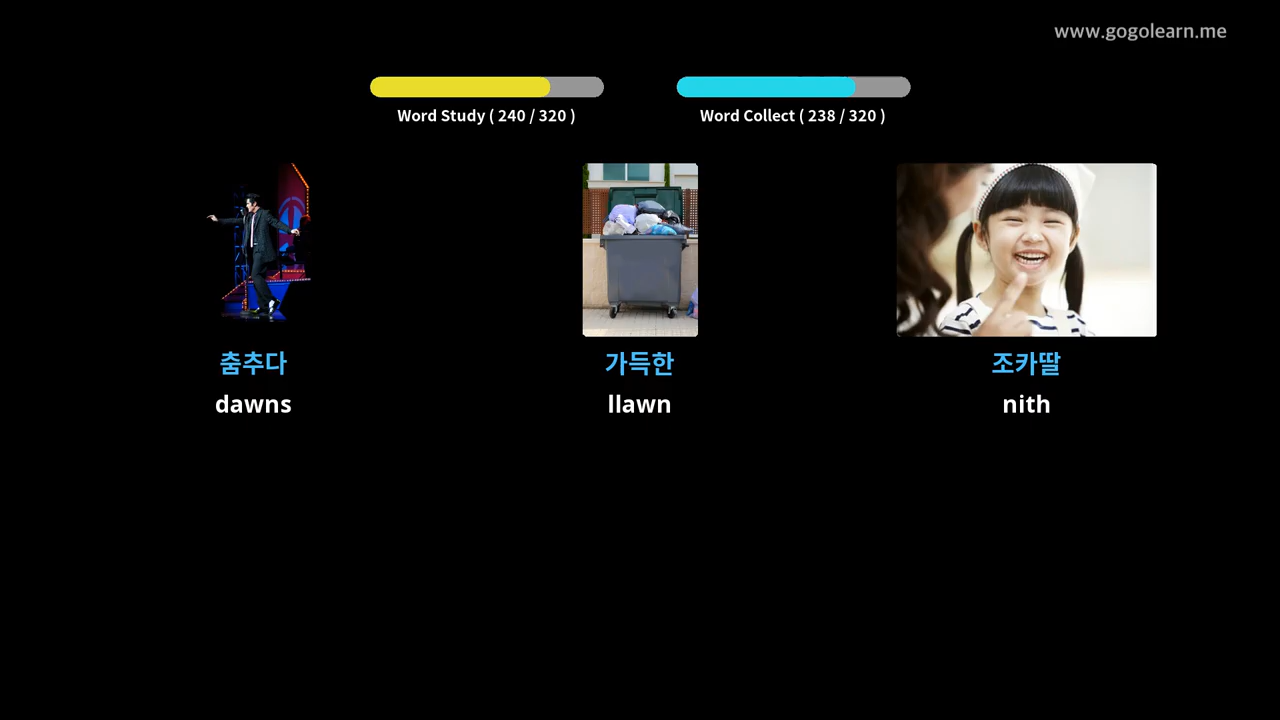 www.gogolearn.me
Word Study ( 240 / 320 )
Word Collect ( 238 / 320 )
춤추다
가득한
조카딸
dawns
llawn
nith